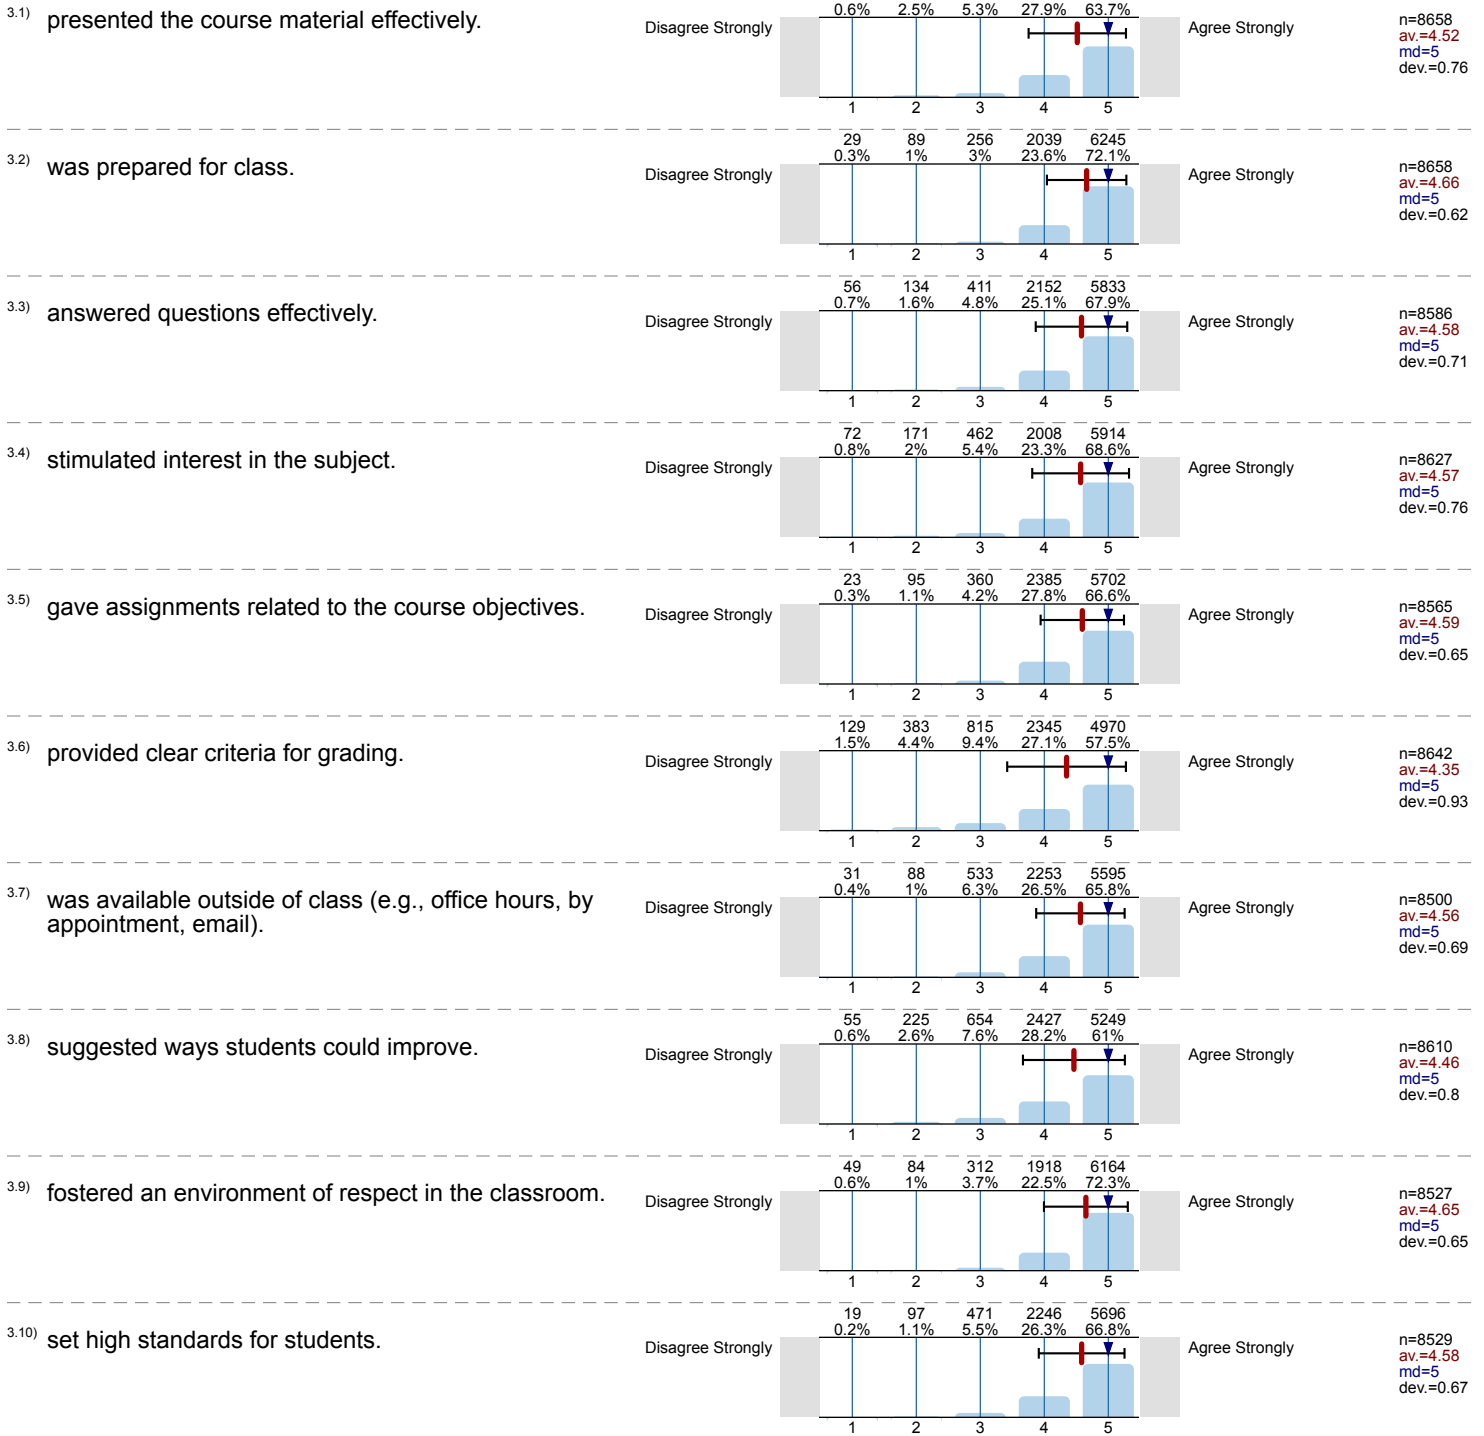 0.6% 2.5% 5.3% 27.9% 63.7%
3.1) presented the course material effectively.
Disagree Strongly
Agree Strongly
n=8658
av.=4.52
md=5
dev.=0.76
1 2 3 4 5
29 89 256 2039 6245
0.3% 1% 3% 23.6% 72.1%
3.2) was prepared for class.
Disagree Strongly
Agree Strongly
n=8658
av.=4.66
md=5
dev.=0.62
1 2 3 4 5
56 134 411 2152 5833
0.7% 1.6% 4.8% 25.1% 67.9%
3.3) answered questions effectively.
Disagree Strongly
Agree Strongly
n=8586
av.=4.58
md=5
dev.=0.71
1 2 3 4 5
72 171 462 2008 5914
0.8% 2% 5.4% 23.3% 68.6%
3.4) stimulated interest in the subject.
Disagree Strongly
Agree Strongly
n=8627
av.=4.57
md=5
dev.=0.76
1 2 3 4 5
23 95 360 2385 5702
0.3% 1.1% 4.2% 27.8% 66.6%
3.5) gave assignments related to the course objectives.
Disagree Strongly
Agree Strongly
n=8565
av.=4.59
md=5
dev.=0.65
1 2 3 4 5
129 383 815 2345 4970
1.5% 4.4% 9.4% 27.1% 57.5%
3.6) provided clear criteria for grading.
Disagree Strongly
Agree Strongly
n=8642
av.=4.35
md=5
dev.=0.93
1 2 3 4 5
31 88 533 2253 5595
0.4% 1% 6.3% 26.5% 65.8%
3.7) was available outside of class (e.g., office hours, by
appointment, email).
Disagree Strongly
Agree Strongly
n=8500
av.=4.56
md=5
dev.=0.69
1 2 3 4 5
55 225 654 2427 5249
0.6% 2.6% 7.6% 28.2% 61%
3.8) suggested ways students could improve.
Disagree Strongly
Agree Strongly
n=8610
av.=4.46
md=5
dev.=0.8
1 2 3 4 5
49 84 312 1918 6164
0.6% 1% 3.7% 22.5% 72.3%
3.9) fostered an environment of respect in the classroom.
Disagree Strongly
Agree Strongly
n=8527
av.=4.65
md=5
dev.=0.65
1 2 3 4 5
19 97 471 2246 5696
0.2% 1.1% 5.5% 26.3% 66.8%
3.10) set high standards for students.
Disagree Strongly
Agree Strongly
n=8529
av.=4.58
md=5
dev.=0.67
1 2 3 4 5